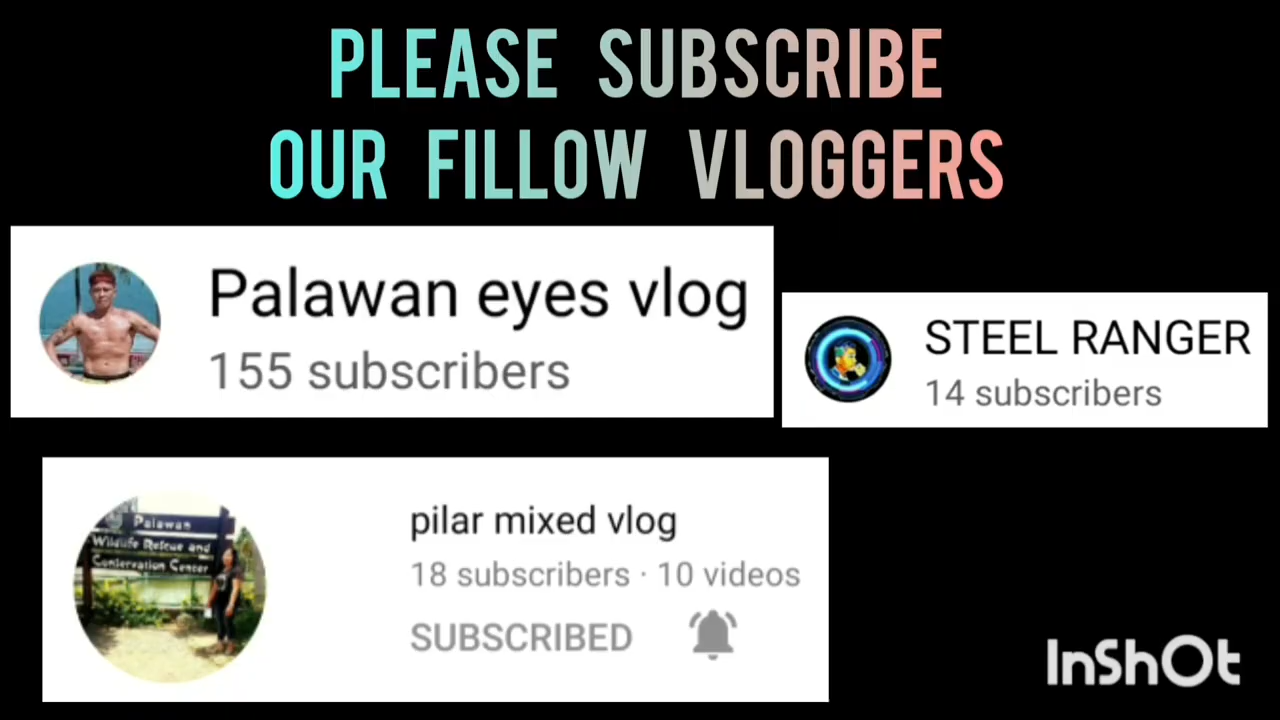 PLEASE SUBSCRIBE
OUR FILLOW VLOGGERS
Palawan eyes vlog
155 subscribers
STEEL RANGER
14 subscribers
Palawan
Wildlife Rescue and
Conservation Center
pilar mixed vlog
18 subscribers · 10 videos
SUBSCRIBED
InShOt